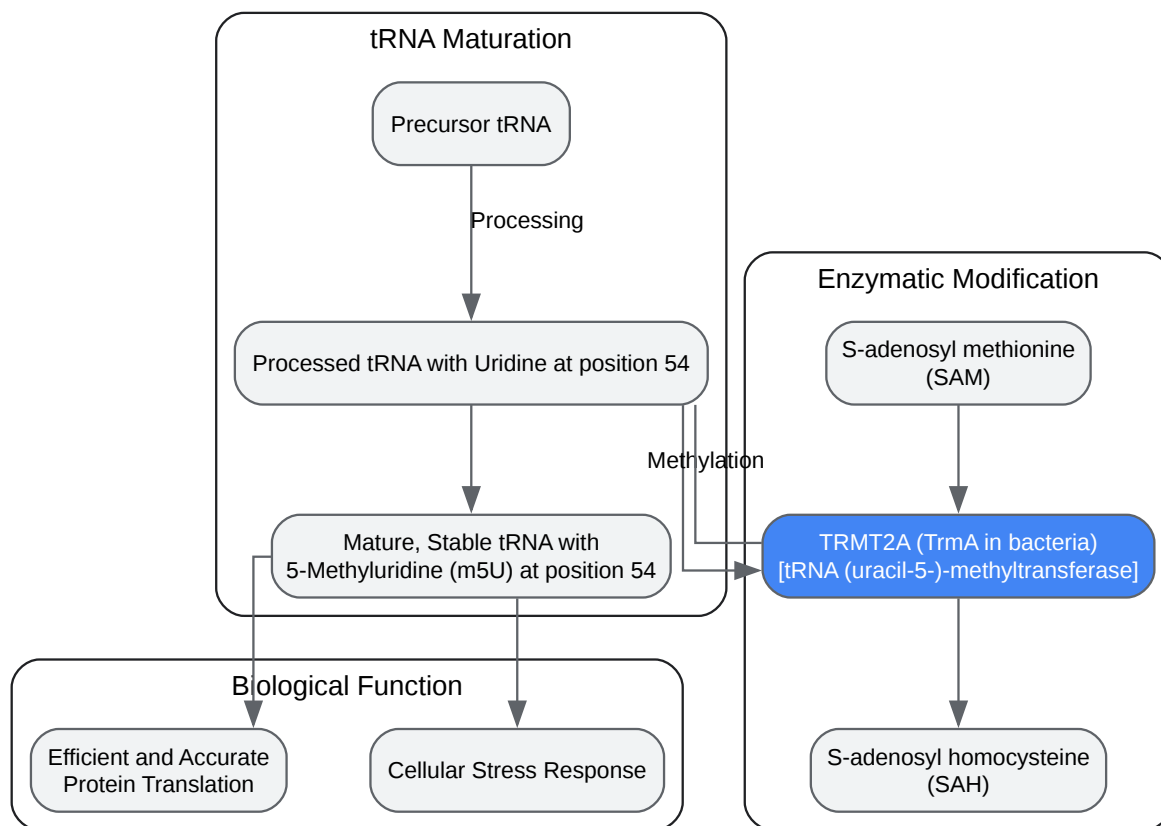 tRNA Maturation
Precursor tRNA
Processing
Processed tRNA with Uridine at position 54
Methylation
Mature, Stable tRNA with
5-Methyluridine (m5U) at position 54
Enzymatic Modification
S-adenosyl methionine
(SAM)
TRMT2A (TrmA in bacteria)
[tRNA (uracil-5-)-methyltransferase]
S-adenosyl homocysteine
(SAH)
Biological Function
Efficient and Accurate
Protein Translation
Cellular Stress Response